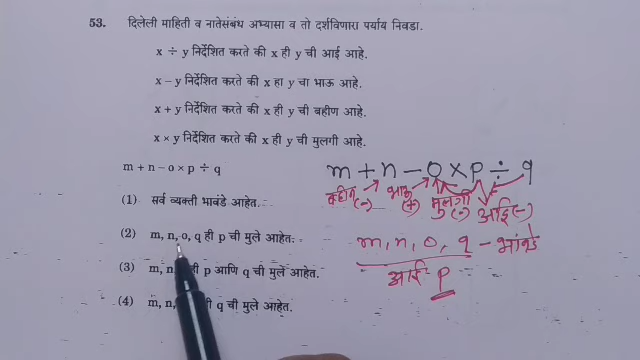 53. दिलेली माहिती व नातेसंबंध अभ्यासा व तो दर्शविणारा पर्याय निवडा.
x ÷ y निर्देशित करते की x ही y ची आई आहे.
x – y निर्देशित करते की x हा y चा भाऊ आहे.
x + y निर्देशित करते की x ही y ची बहीण आहे.
x × y निर्देशित करते की x ही y ची मुलगी आहे.
m + n – o × p ÷ q
m + n – o × p ÷ q
बहीण (-) भाऊ (+) मुलगी (-) आई (-)
(1) सर्व व्यक्ती भावंडे आहेत.
(2) m, n, o, q ही p ची मुले आहेत.
m, n, o, q – भावंडे
(3) m, n, ही p आणि q ची मुले आहेत.
आई p
(4) m, n, ही q ची मुले आहेत.